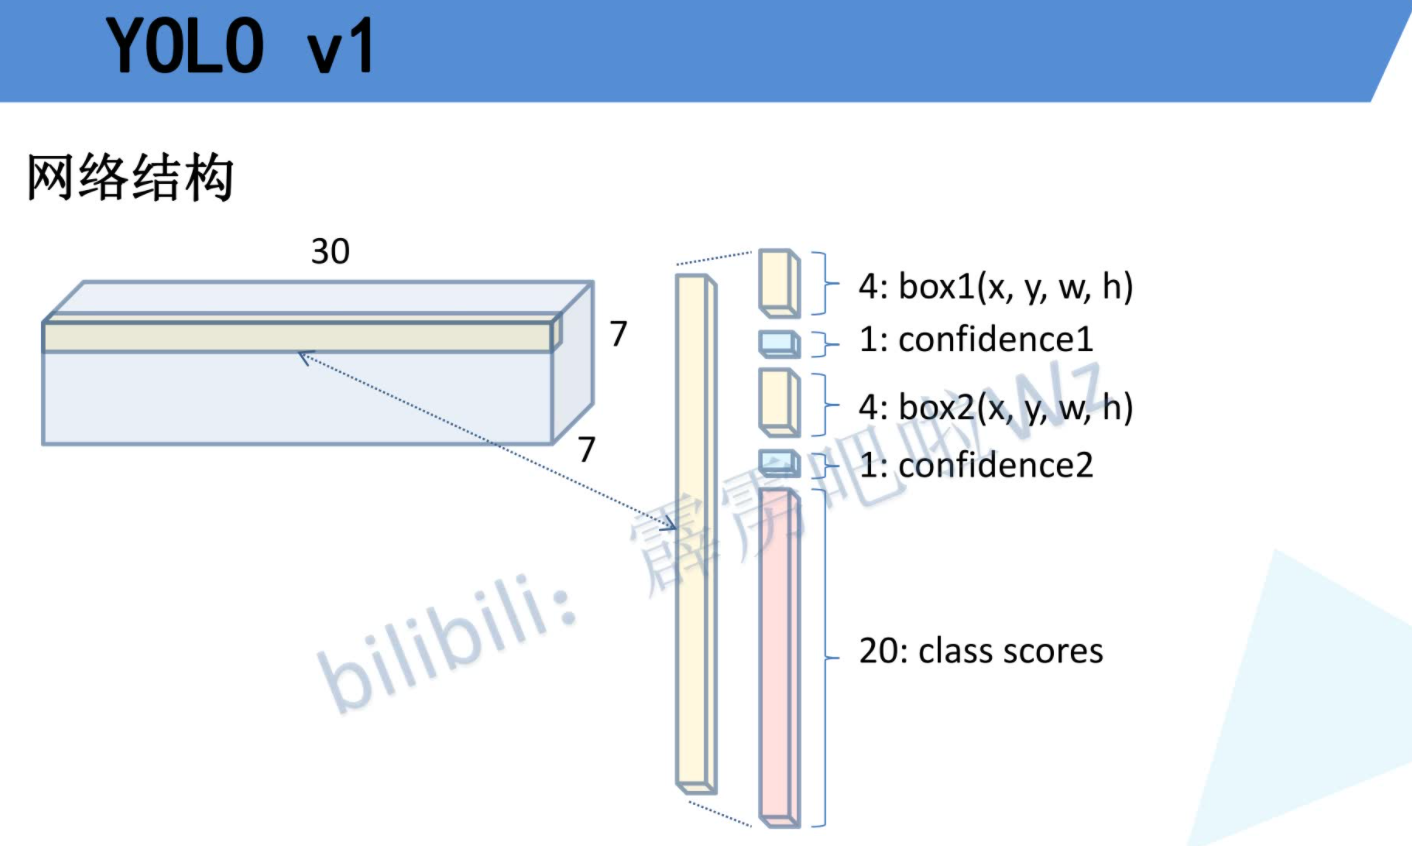 YOLO v1
网络结构
30
7
7
4: box1(x, y, w, h)
1: confidence1
4: box2(x, y, w, h)
1: confidence2
20: class scores
bilibili：霹雳吧啦Wz